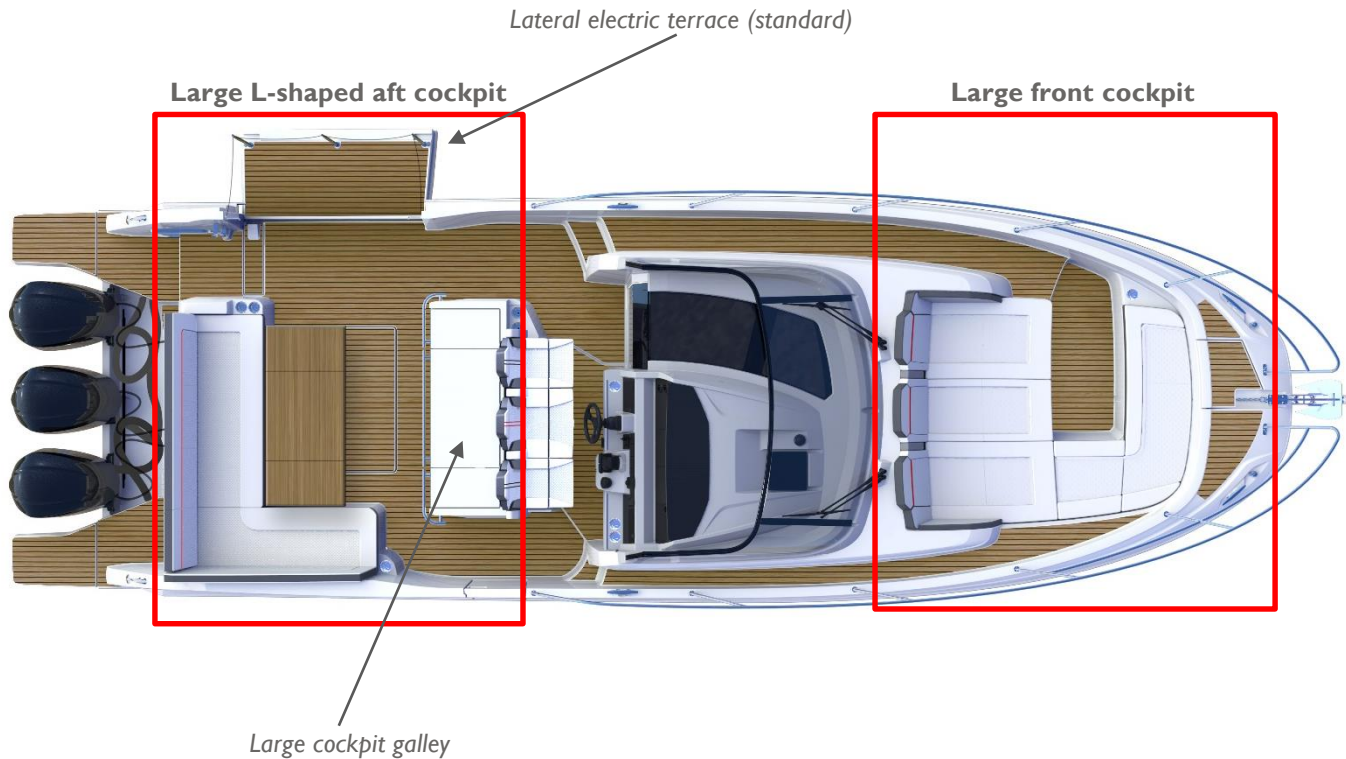 Lateral electric terrace (standard)
Large L-shaped aft cockpit
Large front cockpit
Large cockpit galley